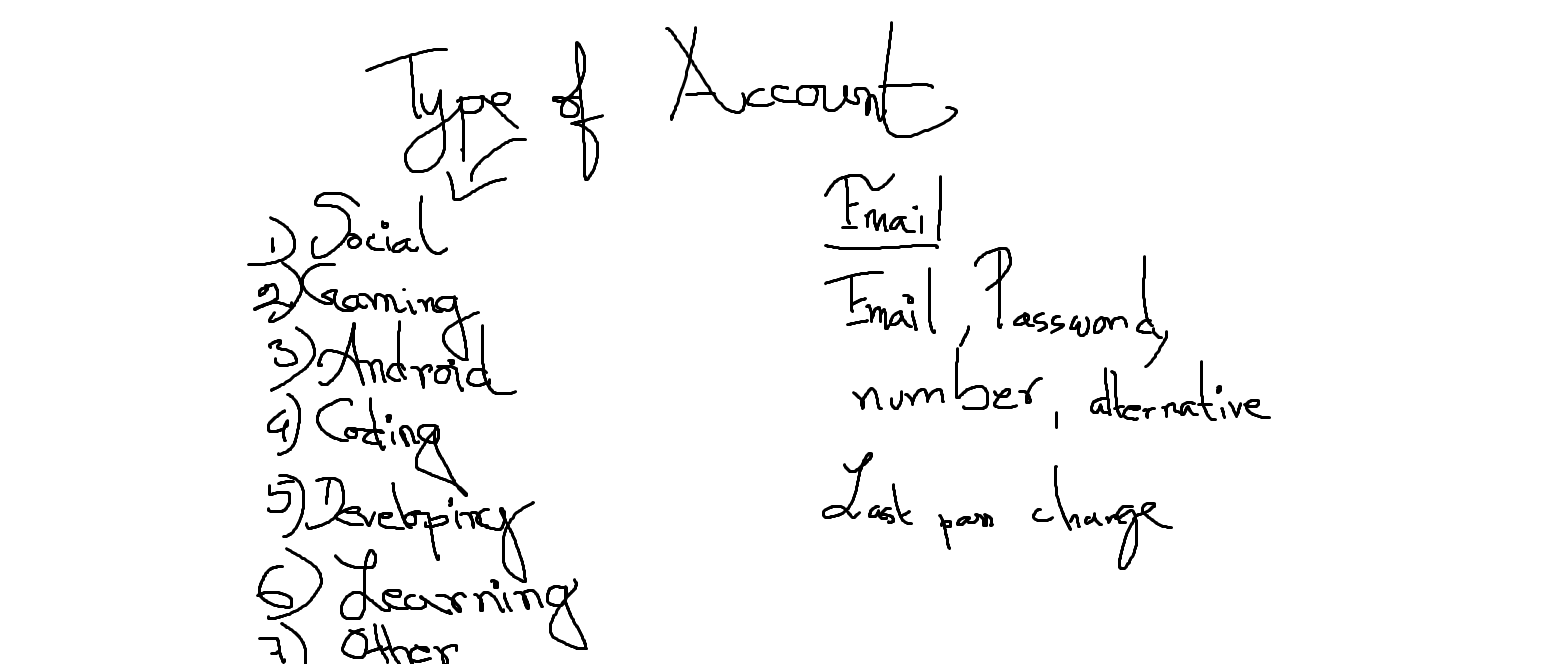 Type of Account
1) Social
2) Gaming
3) Android
4) Coding
5) Developing
6) Learning
7) Other
Email
Email, Password,
number, alternative
Last pass change